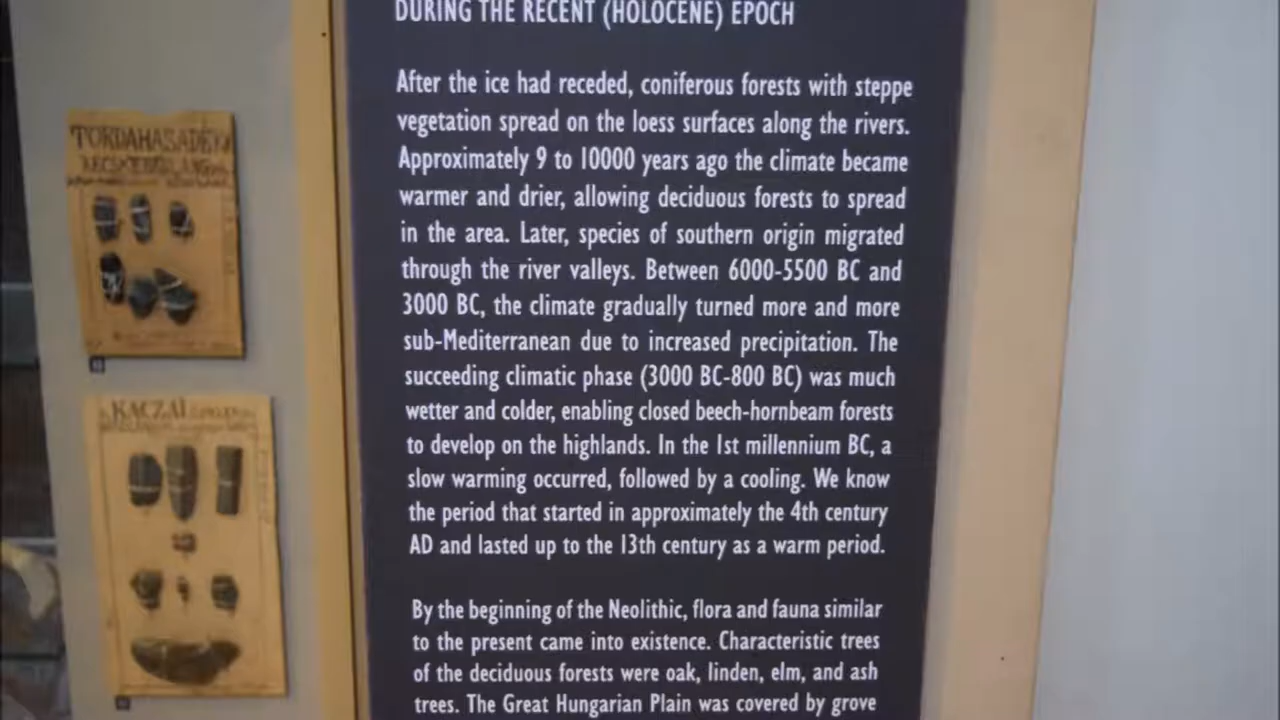 DURING THE RECENT (HOLOCENE) EPOCH
After the ice had receded, coniferous forests with steppe
vegetation spread on the loess surfaces along the rivers.
Approximately 9 to 10000 years ago the climate became
warmer and drier, allowing deciduous forests to spread
in the area. Later, species of southern origin migrated
through the river valleys. Between 6000-5500 BC and
3000 BC, the climate gradually turned more and more
sub-Mediterranean due to increased precipitation. The
succeeding climatic phase (3000 BC-800 BC) was much
wetter and colder, enabling closed beech-hornbeam forests
to develop on the highlands. In the 1st millennium BC, a
slow warming occurred, followed by a cooling. We know
the period that started in approximately the 4th century
AD and lasted up to the 13th century as a warm period.
By the beginning of the Neolithic, flora and fauna similar
to the present came into existence. Characteristic trees
of the deciduous forests were oak, linden, elm, and ash
trees. The Great Hungarian Plain was covered by grove
TORDAHASADÉK
KACZAI